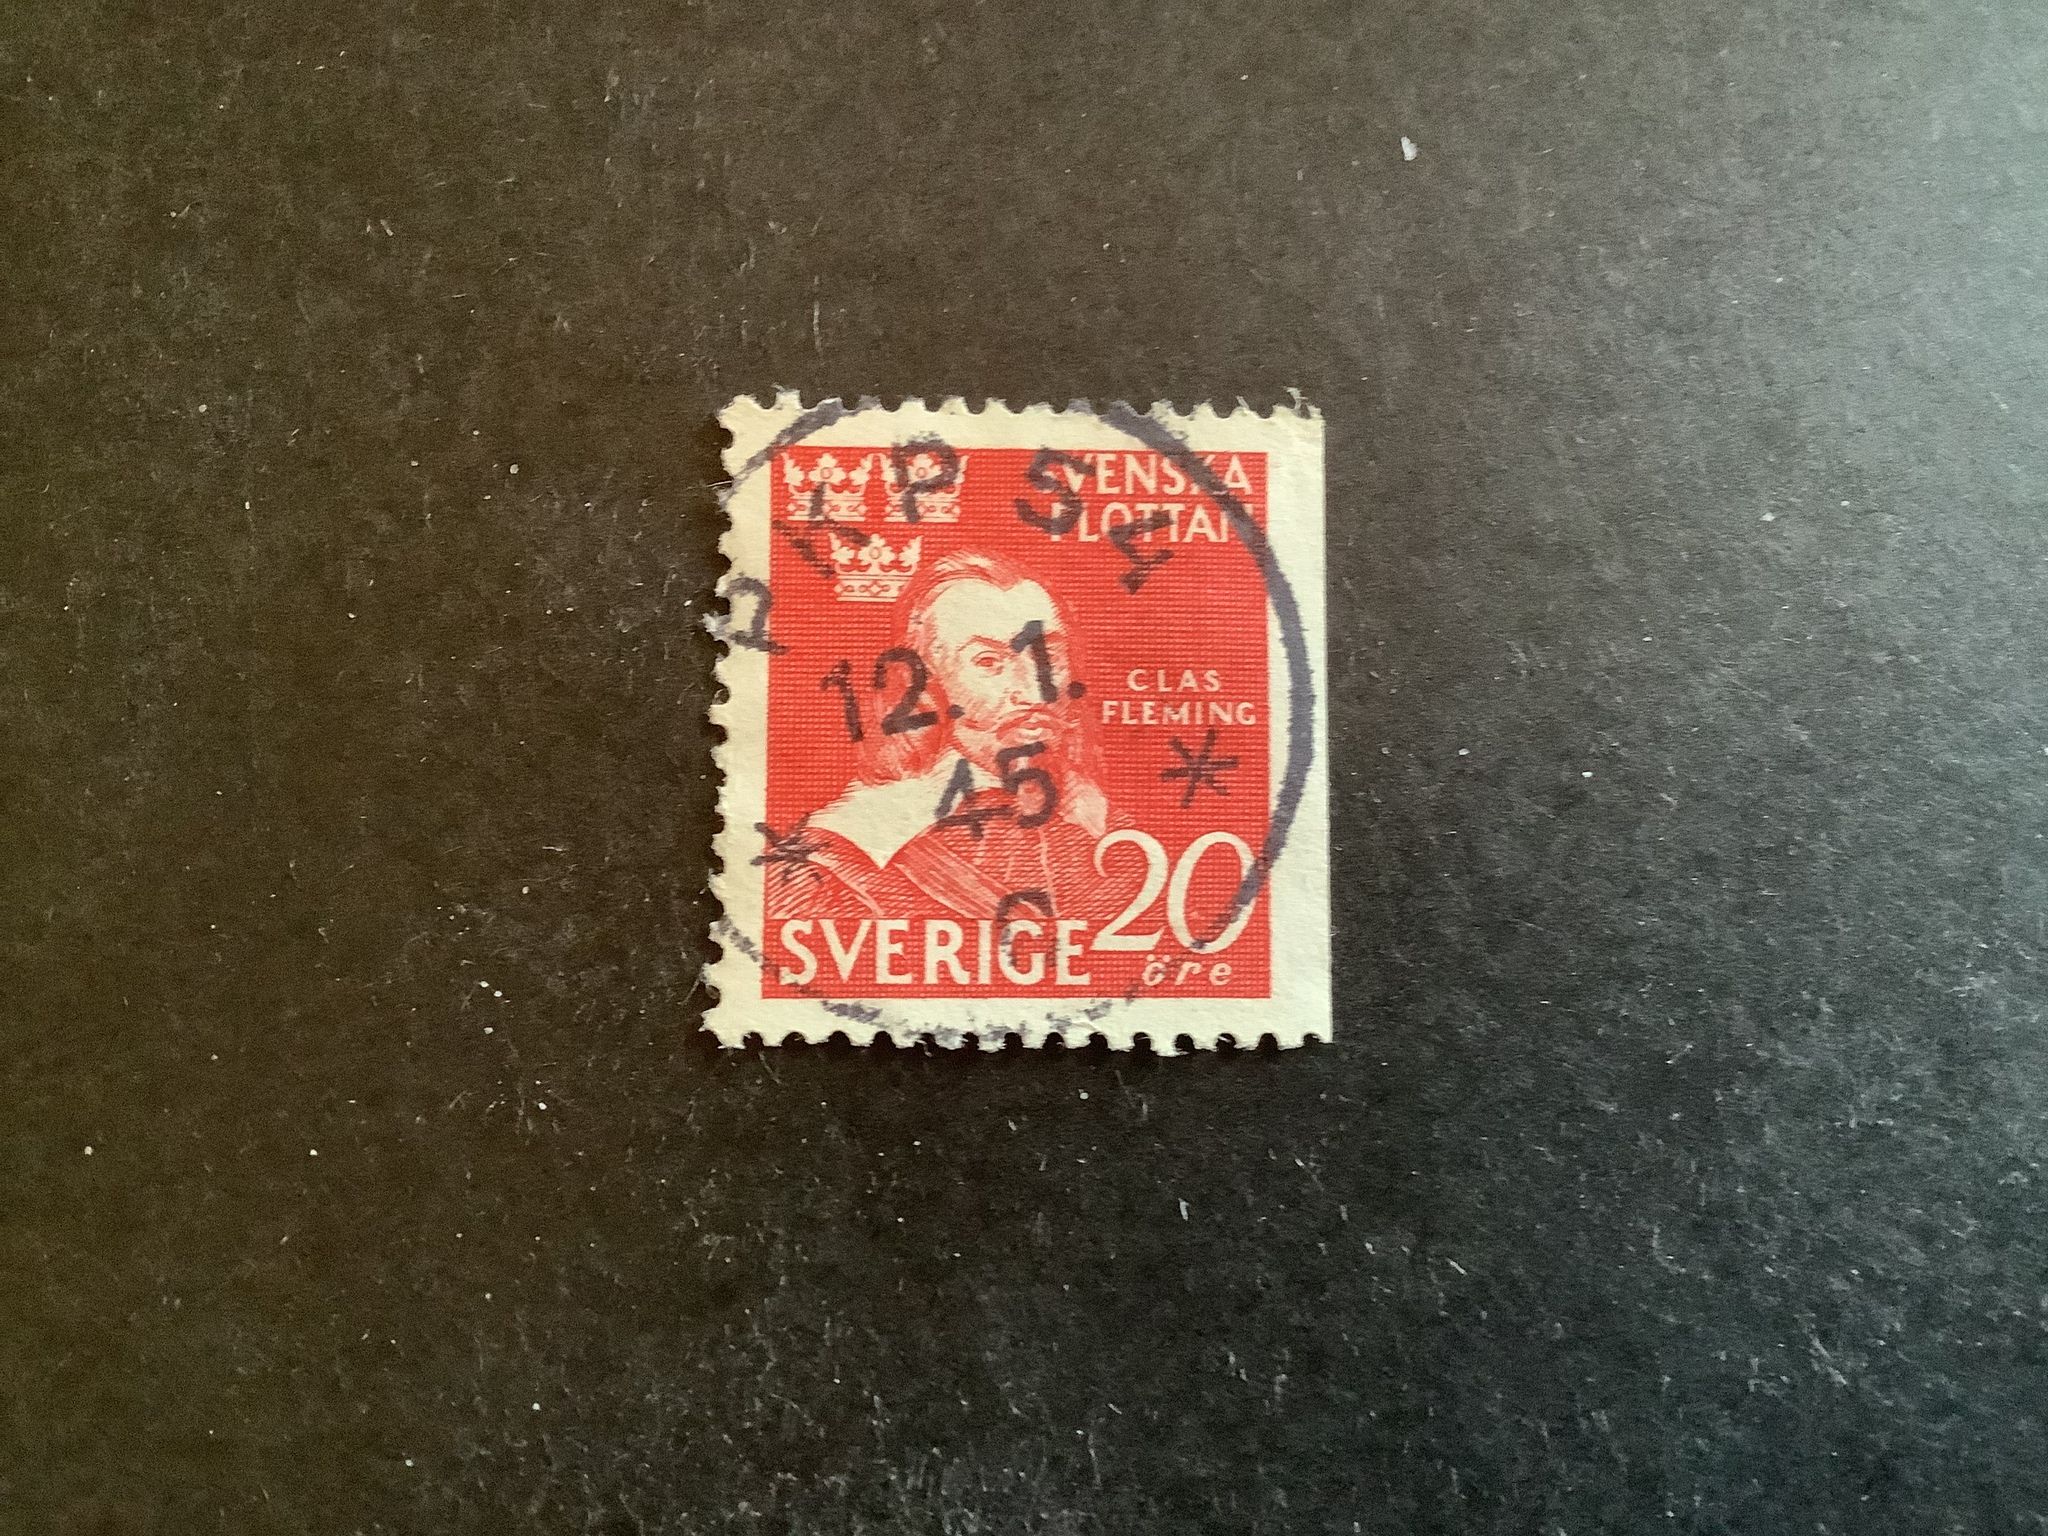 SVENSKA
FLOTTAN
CLAS
FLEMING
12. 1.
45
SVERIGE 20
öre